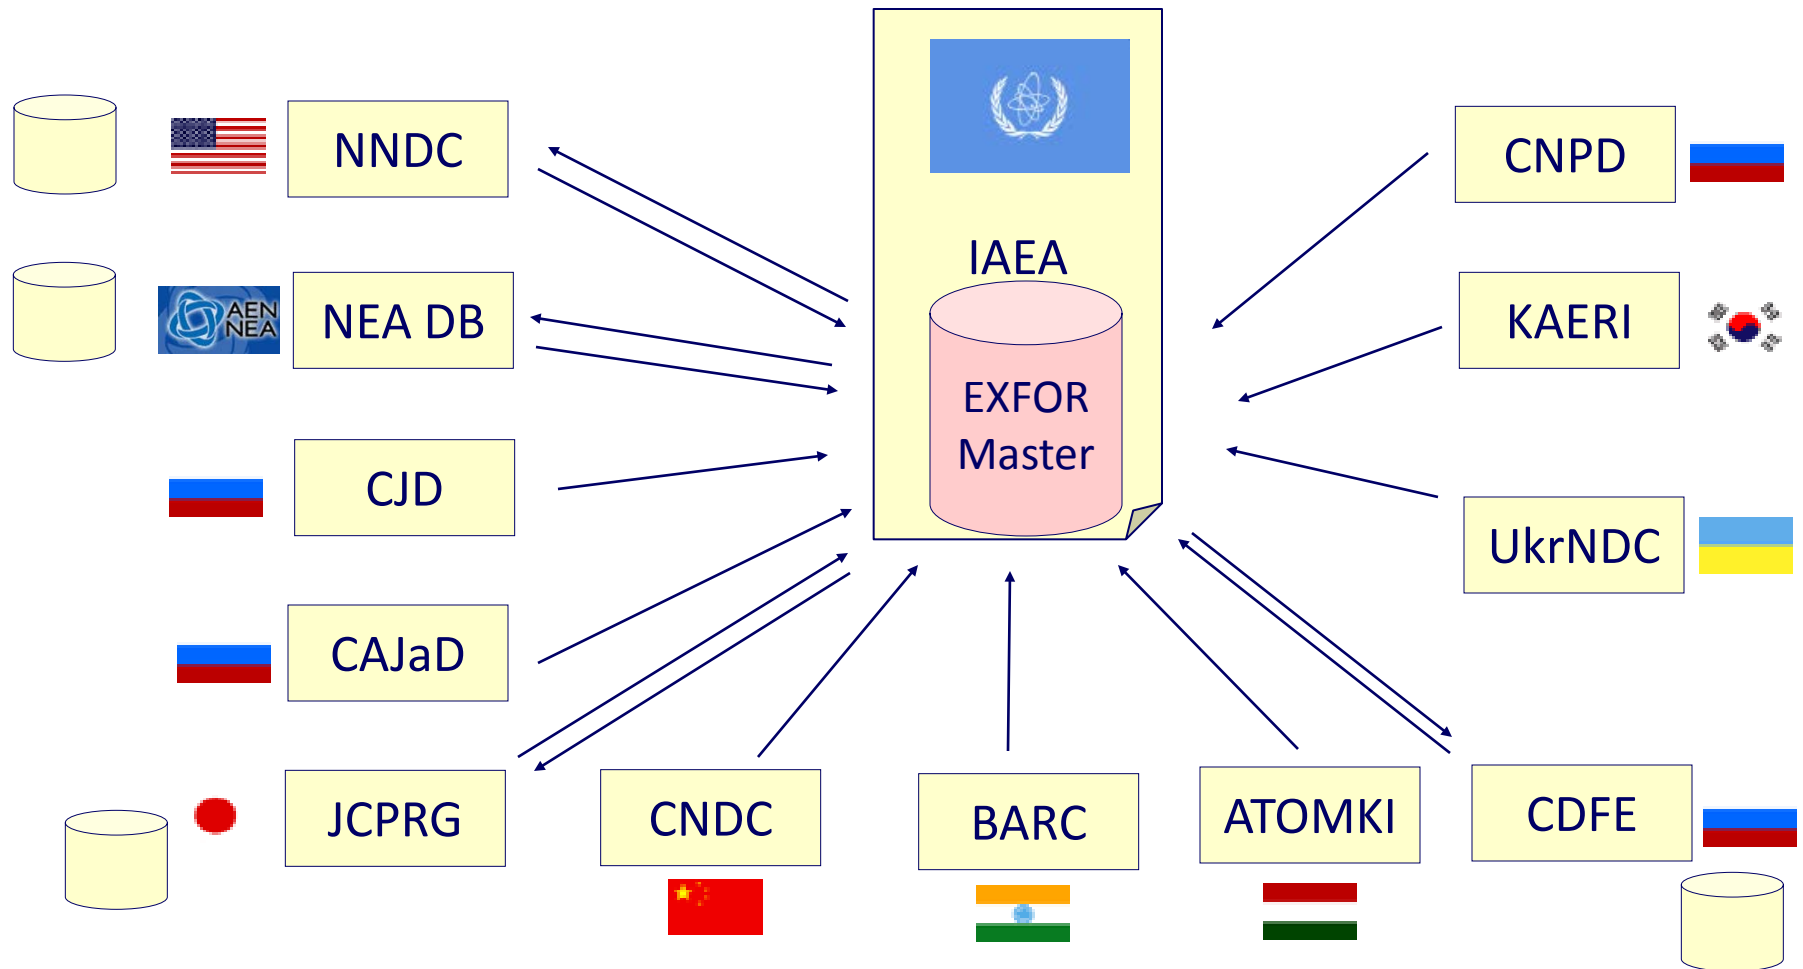 NNDC
AEN
NEA
NEA DB
CJD
CAJaD
JCPRG
CNDC
BARC
ATOMKI
CDFE
IAEA
EXFOR
Master
CNPD
KAERI
UkrNDC